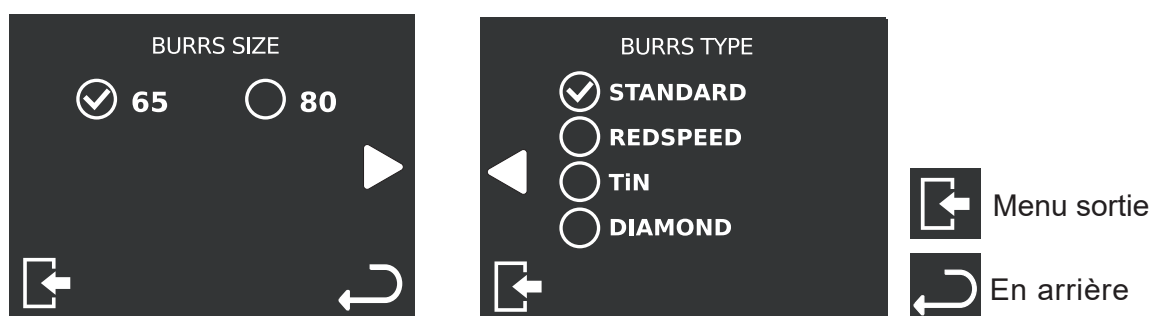 BURRS SIZE
65 80
BURRS TYPE
STANDARD
REDSPEED
TiN
DIAMOND
Menu sortie
En arrière